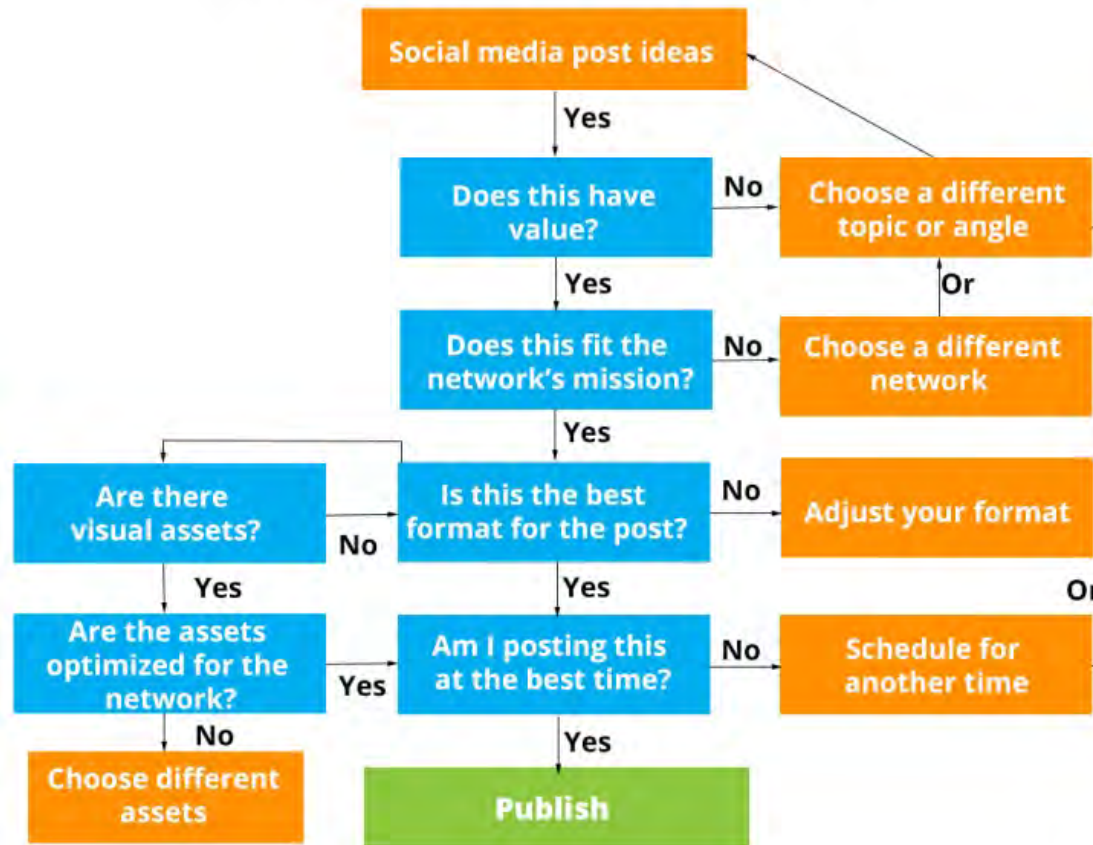 Social media post ideas
Yes
Does this have
value?
No
Choose a different
topic or angle
Yes
Or
Does this fit the
network's mission?
No
Choose a different
network
Yes
Are there
visual assets?
No
Is this the best
format for the post?
No
Adjust your format
Yes
Yes
Or
Are the assets
optimized for the
network?
Yes
Am I posting this
at the best time?
No
Schedule for
another time
No
Yes
Choose different
assets
Publish